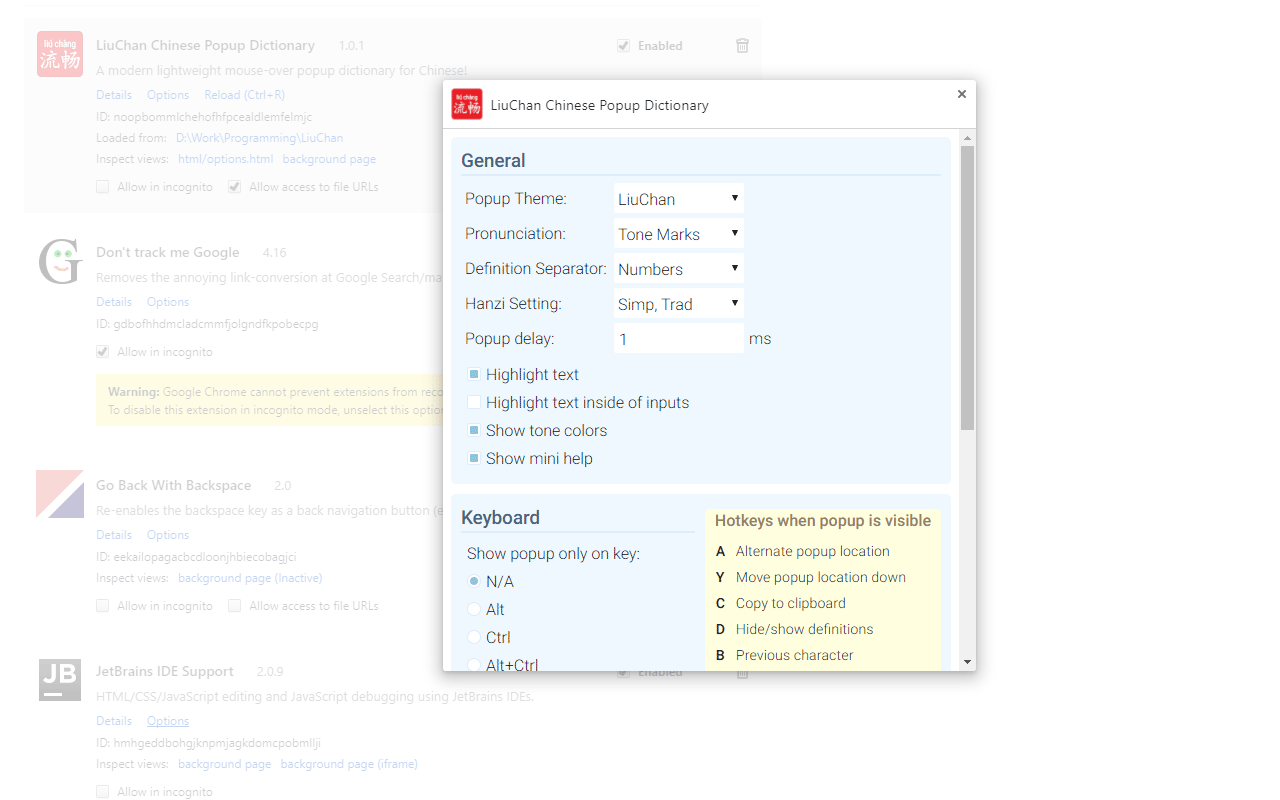 liú chàng
流畅
LiuChan Chinese Popup Dictionary 1.0.1 Enabled
A modern lightweight mouse-over popup dictionary for Chinese!
Details Options Reload (Ctrl+R)
ID: noopbommlchehofhfpcealdlemfelmjc
Loaded from: D:\Work\Programming\LiuChan
Inspect views: html/options.html background page
Allow in incognito Allow access to file URLs
G
Don't track me Google 4.16
Removes the annoying link-conversion at Google Search/ma
Details Options
ID: gdbofhhdmcladcmmfjolgndfkpobecpg
Allow in incognito
Warning: Google Chrome cannot prevent extensions from reco
To disable this extension in incognito mode, unselect this option
Go Back With Backspace 2.0
Re-enables the backspace key as a back navigation button (e
Details Options
ID: eekailopagacbcdloonjhbiecobagjci
Inspect views: background page (Inactive)
Allow in incognito Allow access to file URLs
JB
JetBrains IDE Support 2.0.9 Enabled
HTML/CSS/JavaScript editing and JavaScript debugging using JetBrains IDEs.
Details Options
ID: hmhgeddbohgjknpmjagkdomcpobmllji
Inspect views: background page background page (iframe)
Allow in incognito
liú chàng
流畅
LiuChan Chinese Popup Dictionary
General
Popup Theme: LiuChan
Pronunciation: Tone Marks
Definition Separator: Numbers
Hanzi Setting: Simp, Trad
Popup delay: 1 ms
Highlight text
Highlight text inside of inputs
Show tone colors
Show mini help
Keyboard
Show popup only on key:
N/A
Alt
Ctrl
Alt+Ctrl
Hotkeys when popup is visible
A Alternate popup location
Y Move popup location down
C Copy to clipboard
D Hide/show definitions
B Previous character